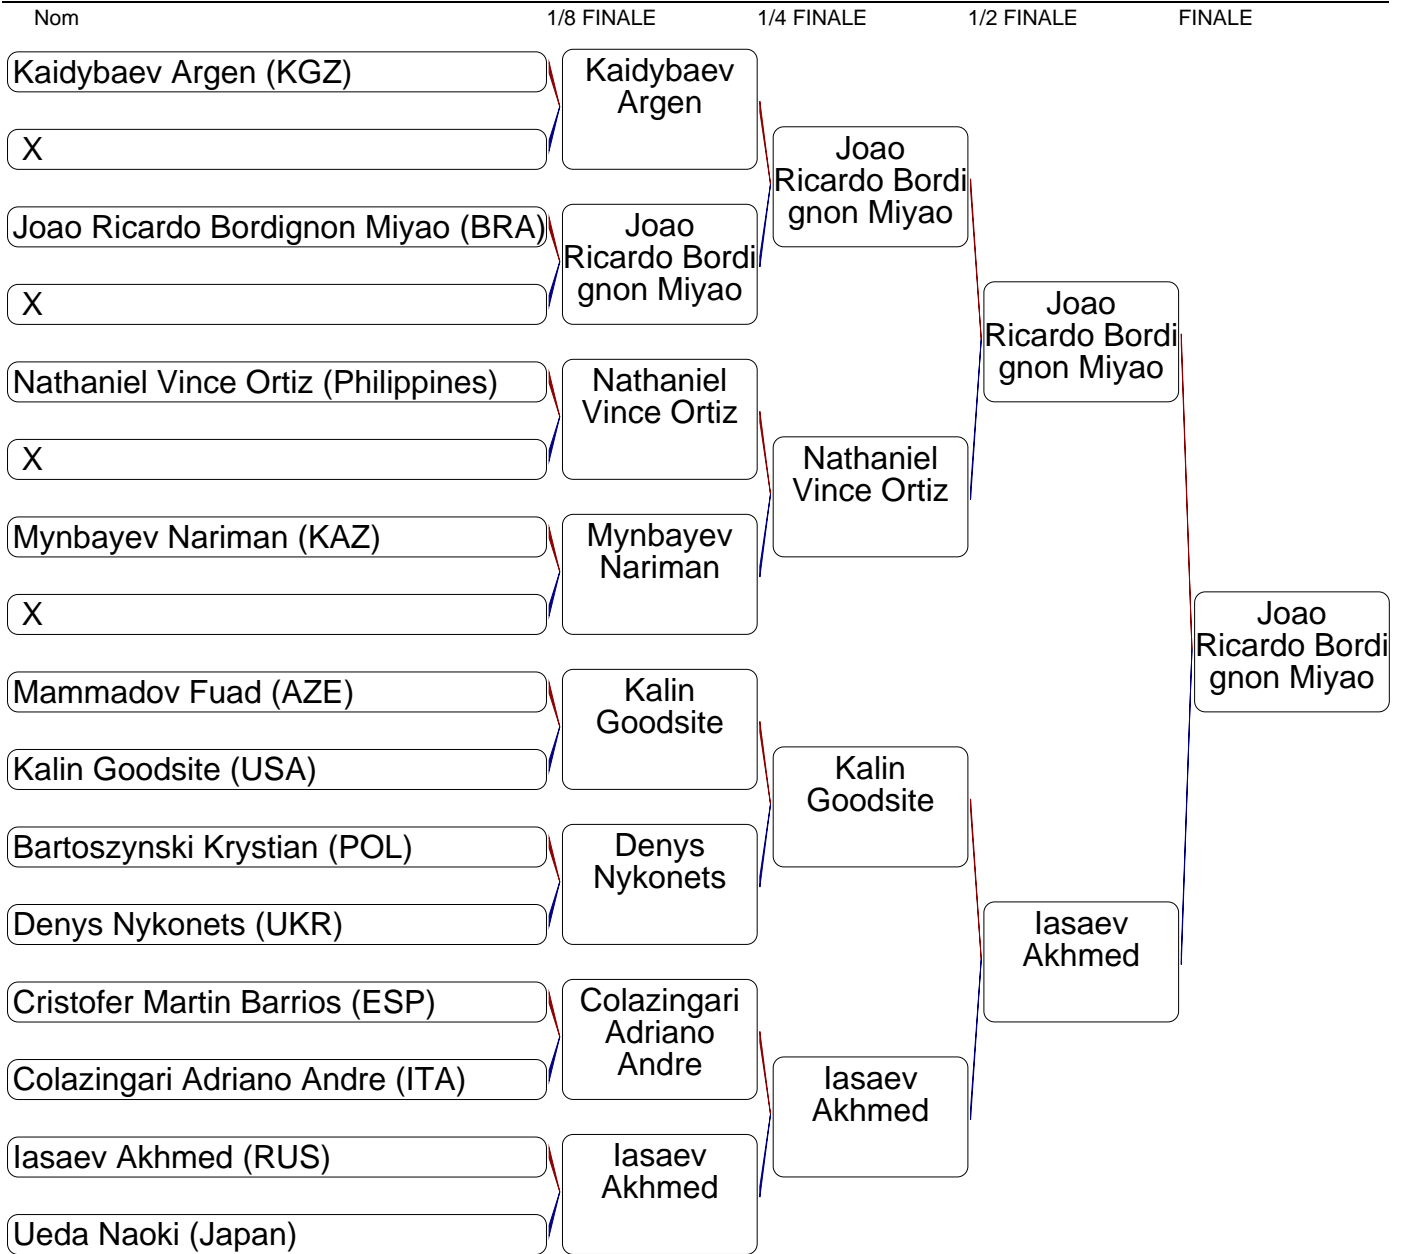 Nom 1/8 FINALE 1/4 FINALE 1/2 FINALE FINALE
Kaidybaev Argen (KGZ)
X
Joao Ricardo Bordignon Miyao (BRA)
X
Nathaniel Vince Ortiz (Philippines)
X
Mynbayev Nariman (KAZ)
X
Mammadov Fuad (AZE)
Kalin Goodsite (USA)
Bartoszynski Krystian (POL)
Denys Nykonets (UKR)
Cristofer Martin Barrios (ESP)
Colazingari Adriano Andre (ITA)
Iasaev Akhmed (RUS)
Ueda Naoki (Japan)
Kaidybaev
Argen
Joao
Ricardo Bordi
gnon Miyao
Nathaniel
Vince Ortiz
Mynbayev
Nariman
Kalin
Goodsite
Denys
Nykonets
Colazingari
Adriano
Andre
Iasaev
Akhmed
Joao
Ricardo Bordi
gnon Miyao
Nathaniel
Vince Ortiz
Kalin
Goodsite
Iasaev
Akhmed
Joao
Ricardo Bordi
gnon Miyao
Iasaev
Akhmed
Joao
Ricardo Bordi
gnon Miyao